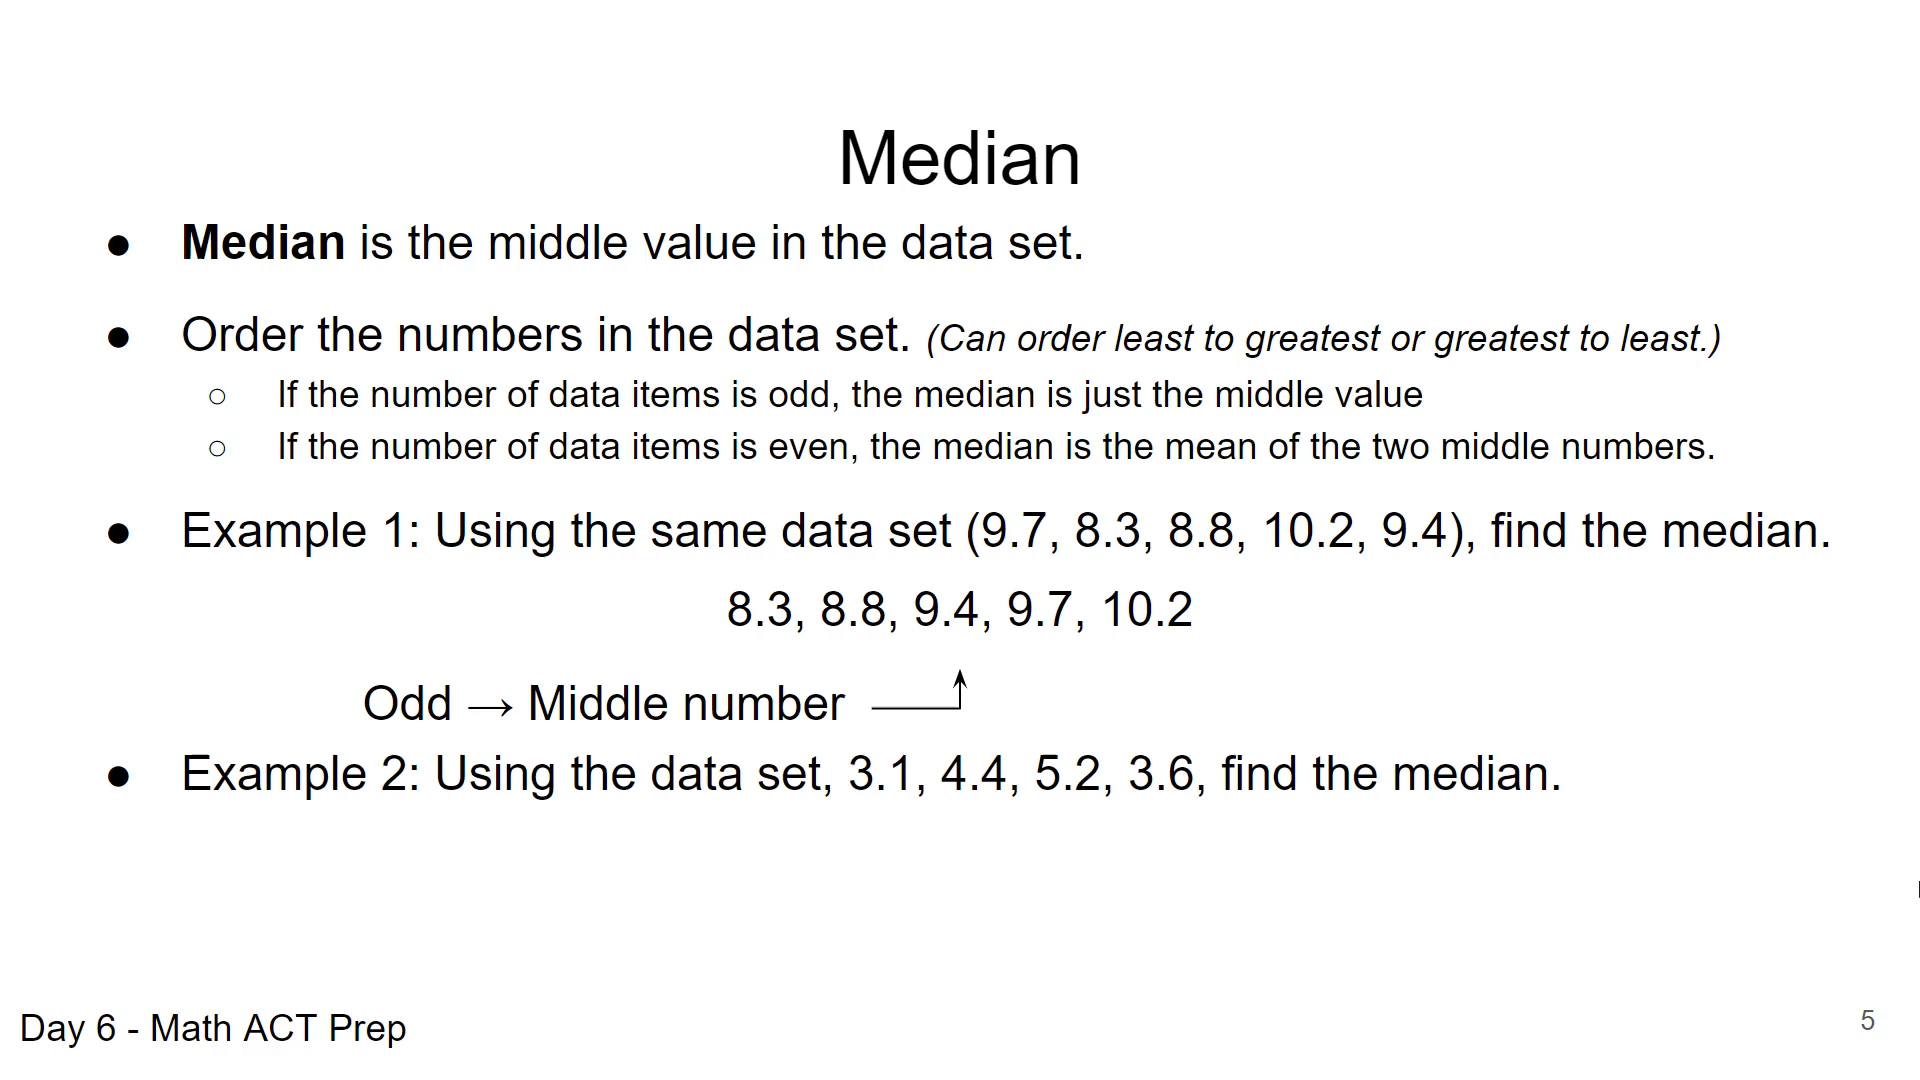 Median
● Median is the middle value in the data set.
● Order the numbers in the data set. (Can order least to greatest or greatest to least.)
○ If the number of data items is odd, the median is just the middle value
○ If the number of data items is even, the median is the mean of the two middle numbers.
● Example 1: Using the same data set (9.7, 8.3, 8.8, 10.2, 9.4), find the median.
8.3, 8.8, 9.4, 9.7, 10.2
Odd → Middle number
● Example 2: Using the data set, 3.1, 4.4, 5.2, 3.6, find the median.
Day 6 - Math ACT Prep
5